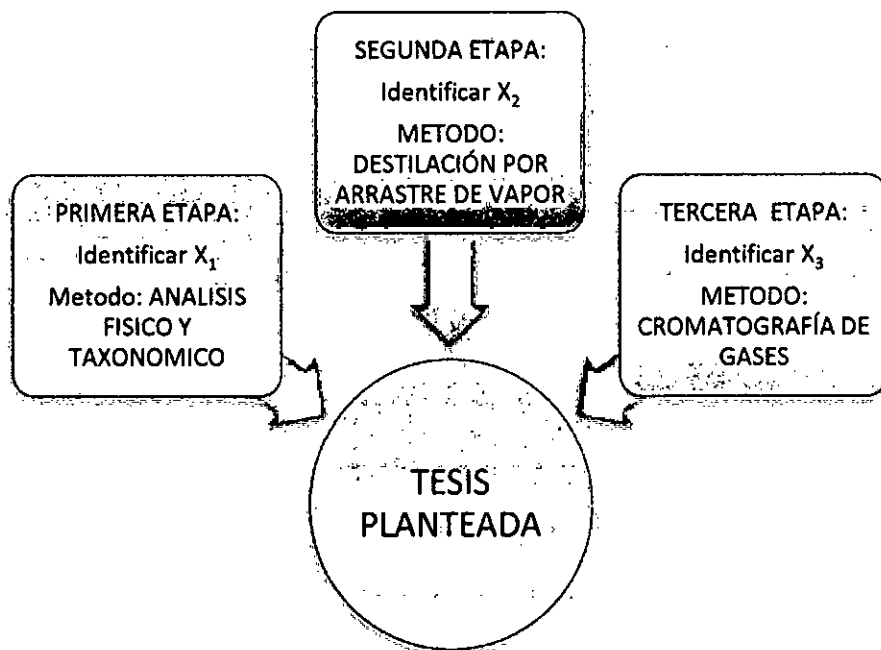 PRIMERA ETAPA:
Identificar X₁
Metodo: ANALISIS
FISICO Y
TAXONOMICO
SEGUNDA ETAPA:
Identificar X₂
METODO:
DESTILACIÓN POR
ARRASTRE DE VAPOR
TERCERA ETAPA:
Identificar X₃
METODO:
CROMATOGRAFÍA DE
GASES
TESIS
PLANTEADA